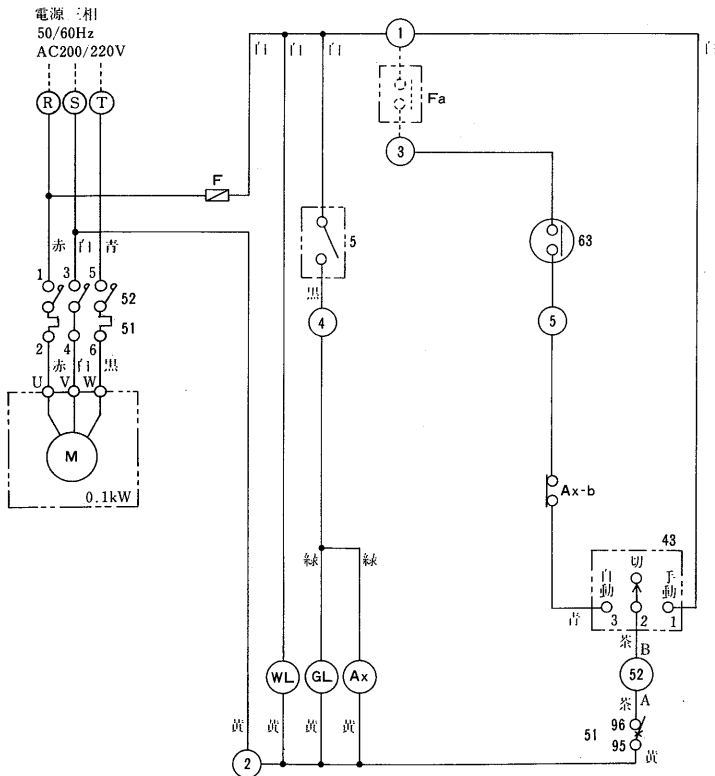 電源 三相
50/60Hz
AC200/220V
R S T
F
白 白 白
1
白
Fa
3
赤 白 青
1 3 5
52
51
2 4 6
赤 白 黒
U V W
M
0.1kW
5
黒
4
63
5
Ax-b
43
切
自動 手動
3 2 1
青
茶 B
52
茶 A
51
96
95
黄
緑 緑
WL GL Ax
黄 黄 黄 黄
2